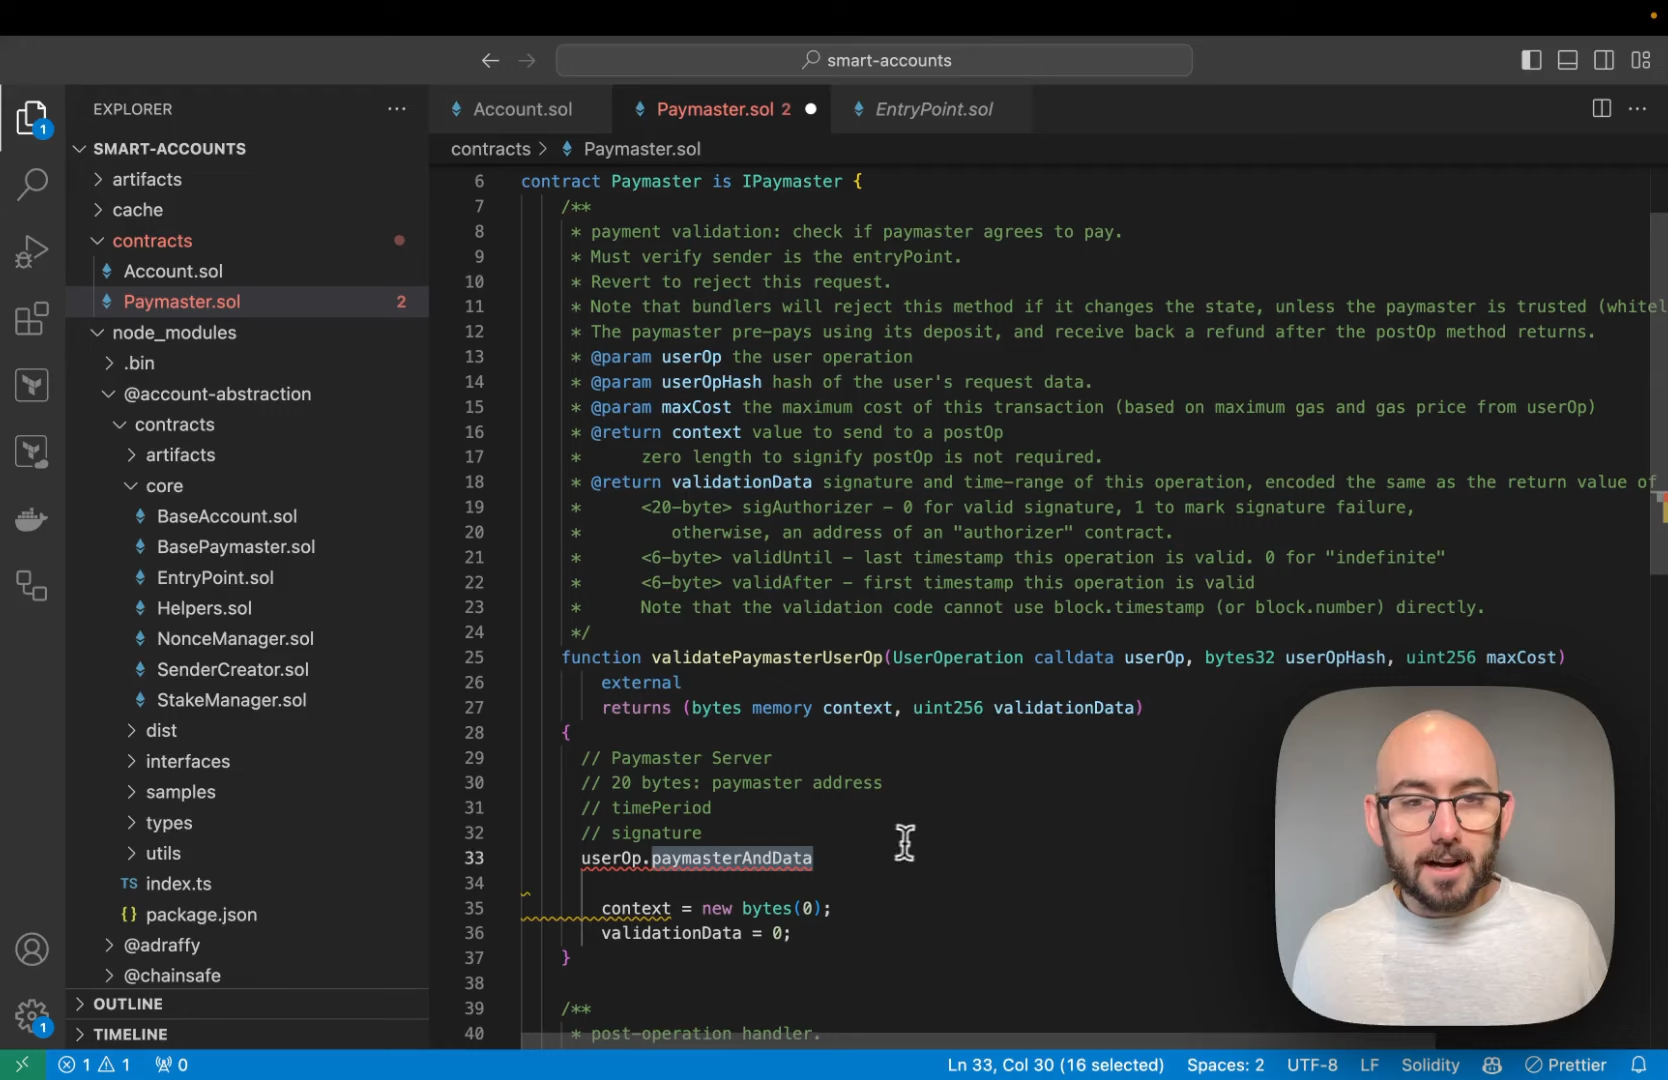 smart-accounts
EXPLORER
Account.sol
Paymaster.sol 2
EntryPoint.sol
contracts > Paymaster.sol
SMART-ACCOUNTS
artifacts
cache
contracts
Account.sol
Paymaster.sol 2
node_modules
.bin
@account-abstraction
contracts
artifacts
core
BaseAccount.sol
BasePaymaster.sol
EntryPoint.sol
Helpers.sol
NonceManager.sol
SenderCreator.sol
StakeManager.sol
dist
interfaces
samples
types
utils
TS index.ts
{} package.json
@adraffy
@chainsafe
OUTLINE
TIMELINE
1
1
6 contract Paymaster is IPaymaster {
7 /**
8 * payment validation: check if paymaster agrees to pay.
9 * Must verify sender is the entryPoint.
10 * Revert to reject this request.
11 * Note that bundlers will reject this method if it changes the state, unless the paymaster is trusted (whitel
12 * The paymaster pre-pays using its deposit, and receive back a refund after the postOp method returns.
13 * @param userOp the user operation
14 * @param userOpHash hash of the user's request data.
15 * @param maxCost the maximum cost of this transaction (based on maximum gas and gas price from userOp)
16 * @return context value to send to a postOp
17 * zero length to signify postOp is not required.
18 * @return validationData signature and time-range of this operation, encoded the same as the return value of
19 * <20-byte> sigAuthorizer - 0 for valid signature, 1 to mark signature failure,
20 * otherwise, an address of an "authorizer" contract.
21 * <6-byte> validUntil - last timestamp this operation is valid. 0 for "indefinite"
22 * <6-byte> validAfter - first timestamp this operation is valid
23 * Note that the validation code cannot use block.timestamp (or block.number) directly.
24 */
25 function validatePaymasterUserOp(UserOperation calldata userOp, bytes32 userOpHash, uint256 maxCost)
26 external
27 returns (bytes memory context, uint256 validationData)
28 {
29 // Paymaster Server
30 // 20 bytes: paymaster address
31 // timePeriod
32 // signature
33 userOp.paymasterAndData
34
35 context = new bytes(0);
36 validationData = 0;
37 }
38
39 /**
40 * post-operation handler.
1 1 0
Ln 33, Col 30 (16 selected) Spaces: 2 UTF-8 LF Solidity Prettier